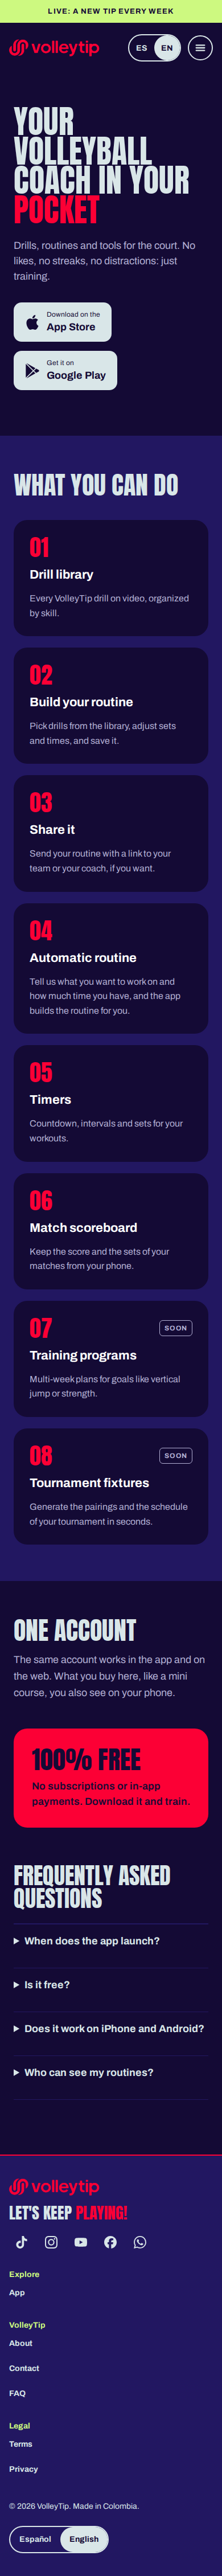 LIVE: A NEW TIP EVERY WEEK
volleytip
ES EN
YOUR
VOLLEYBALL
COACH IN YOUR
POCKET
Drills, routines and tools for the court. No
likes, no streaks, no distractions: just
training.
Download on the
App Store
Get it on
Google Play
WHAT YOU CAN DO
01
Drill library
Every VolleyTip drill on video, organized
by skill.
02
Build your routine
Pick drills from the library, adjust sets
and times, and save it.
03
Share it
Send your routine with a link to your
team or your coach, if you want.
04
Automatic routine
Tell us what you want to work on and
how much time you have, and the app
builds the routine for you.
05
Timers
Countdown, intervals and sets for your
workouts.
06
Match scoreboard
Keep the score and the sets of your
matches from your phone.
07
SOON
Training programs
Multi-week plans for goals like vertical
jump or strength.
08
SOON
Tournament fixtures
Generate the pairings and the schedule
of your tournament in seconds.
ONE ACCOUNT
The same account works in the app and on
the web. What you buy here, like a mini
course, you also see on your phone.
100% FREE
No subscriptions or in-app
payments. Download it and train.
FREQUENTLY ASKED
QUESTIONS
When does the app launch?
Is it free?
Does it work on iPhone and Android?
Who can see my routines?
volleytip
LET'S KEEP PLAYING!
Explore
App
VolleyTip
About
Contact
FAQ
Legal
Terms
Privacy
© 2026 VolleyTip. Made in Colombia.
Español English